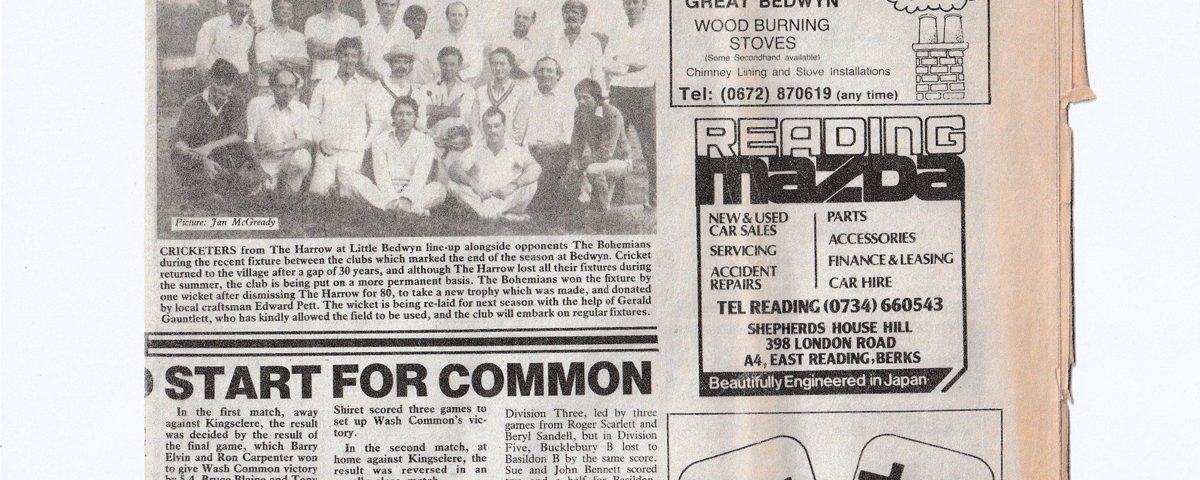 Picture: Jan McGready
CRICKETERS from The Harrow at Little Bedwyn line-up alongside opponents The Bohemians
during the recent fixture between the clubs which marked the end of the season at Bedwyn. Cricket
returned to the village after a gap of 30 years, and although The Harrow lost all their fixtures during
the summer, the club is being put on a more permanent basis. The Bohemians won the fixture by
one wicket after dismissing The Harrow for 80, to take a new trophy which was made, and donated
by local craftsman Edward Pett. The wicket is being re-laid for next season with the help of Gerald
Gauntlett, who has kindly allowed the field to be used, and the club will embark on regular fixtures.
START FOR COMMON
In the first match, away
against Kingsclere, the result
was decided by the result of
the final game, which Barry
Elvin and Ron Carpenter won
to give Wash Common victory
by 5-4. Bruce Blaine and Tony
Shiret scored three games to
set up Wash Common's vic-
tory.
In the second match, at
home against Kingsclere, the
result was reversed in an
Division Three, led by three
games from Roger Scarlett and
Beryl Sandell, but in Division
Five, Bucklebury B lost to
Basildon B by the same score.
Sue and John Bennett scored
GREAT BEDWYN
WOOD BURNING
STOVES
(Some Secondhand available)
Chimney Lining and Stove Installations
Tel: (0672) 870619 (any time)
READING
mazda
NEW & USED
CAR SALES
SERVICING
ACCIDENT
REPAIRS
PARTS
ACCESSORIES
FINANCE & LEASING
CAR HIRE
TEL READING (0734) 660543
SHEPHERDS HOUSE HILL
398 LONDON ROAD
A4, EAST READING, BERKS
Beautifully Engineered in Japan